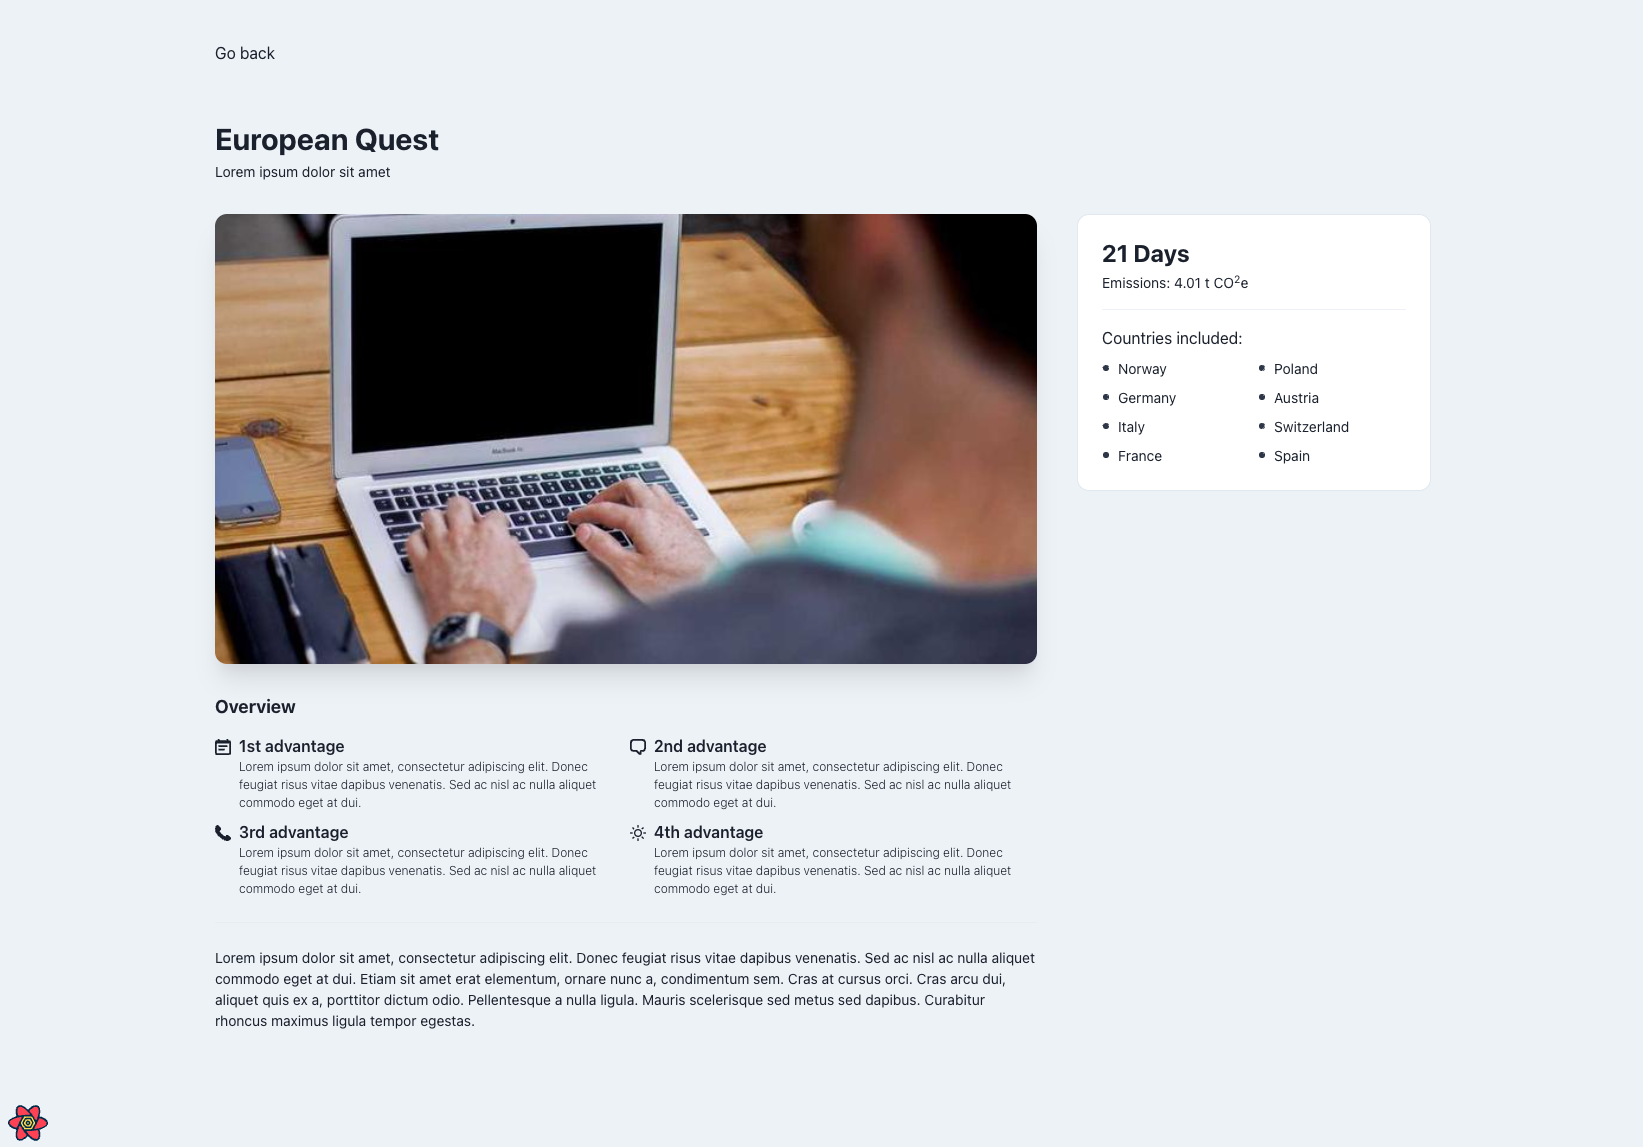 Go back
European Quest
Lorem ipsum dolor sit amet
MacBook Air
21 Days
Emissions: 4.01 t CO²e
Countries included:
Norway
Poland
Germany
Austria
Italy
Switzerland
France
Spain
Overview
1st advantage
Lorem ipsum dolor sit amet, consectetur adipiscing elit. Donec
feugiat risus vitae dapibus venenatis. Sed ac nisl ac nulla aliquet
commodo eget at dui.
2nd advantage
Lorem ipsum dolor sit amet, consectetur adipiscing elit. Donec
feugiat risus vitae dapibus venenatis. Sed ac nisl ac nulla aliquet
commodo eget at dui.
3rd advantage
Lorem ipsum dolor sit amet, consectetur adipiscing elit. Donec
feugiat risus vitae dapibus venenatis. Sed ac nisl ac nulla aliquet
commodo eget at dui.
4th advantage
Lorem ipsum dolor sit amet, consectetur adipiscing elit. Donec
feugiat risus vitae dapibus venenatis. Sed ac nisl ac nulla aliquet
commodo eget at dui.
Lorem ipsum dolor sit amet, consectetur adipiscing elit. Donec feugiat risus vitae dapibus venenatis. Sed ac nisl ac nulla aliquet
commodo eget at dui. Etiam sit amet erat elementum, ornare nunc a, condimentum sem. Cras at cursus orci. Cras arcu dui,
aliquet quis ex a, porttitor dictum odio. Pellentesque a nulla ligula. Mauris scelerisque sed metus sed dapibus. Curabitur
rhoncus maximus ligula tempor egestas.